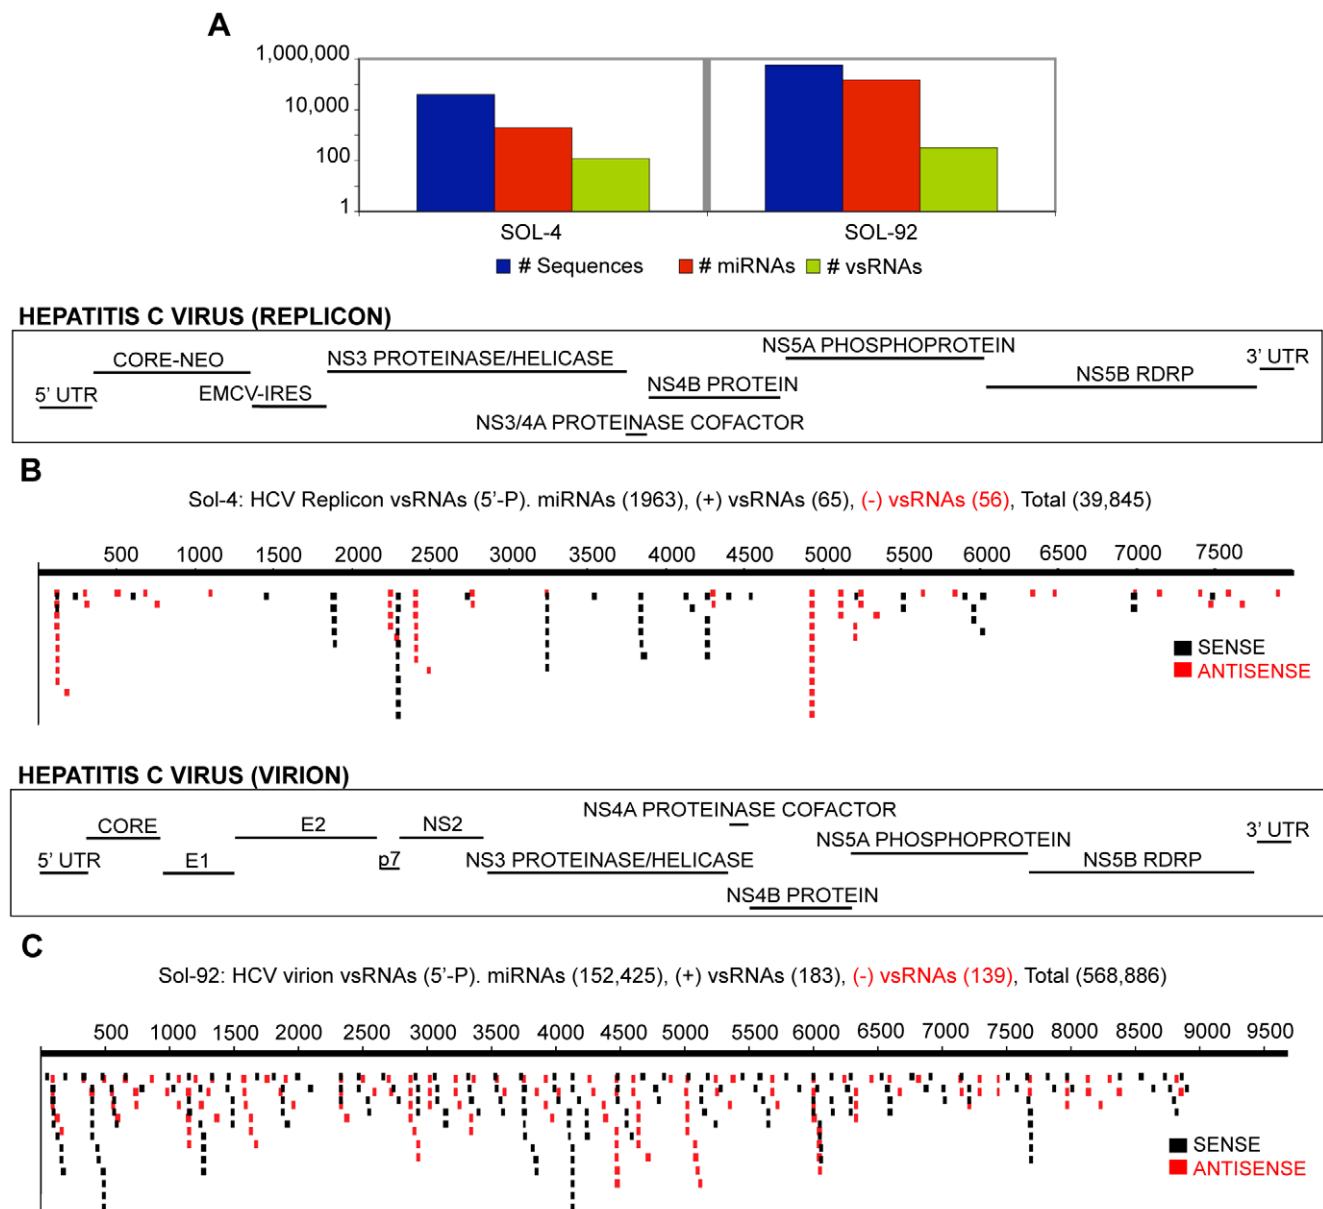 A
1,000,000
10,000
100
1
SOL-4 SOL-92
# Sequences # miRNAs # vsRNAs
HEPATITIS C VIRUS (REPLICON)
NS5A PHOSPHOPROTEIN
3' UTR
CORE-NEO NS3 PROTEINASE/HELICASE
NS4B PROTEIN NS5B RDRP
5' UTR EMCV-IRES
NS3/4A PROTEINASE COFACTOR
B
Sol-4: HCV Replicon vsRNAs (5'-P). miRNAs (1963), (+) vsRNAs (65), (-) vsRNAs (56), Total (39,845)
500 1000 1500 2000 2500 3000 3500 4000 4500 5000 5500 6000 6500 7000 7500
SENSE
ANTISENSE
HEPATITIS C VIRUS (VIRION)
NS4A PROTEINASE COFACTOR
CORE E2 NS2 3' UTR
NS5A PHOSPHOPROTEIN
5' UTR E1 p7 NS3 PROTEINASE/HELICASE NS5B RDRP
NS4B PROTEIN
C
Sol-92: HCV virion vsRNAs (5'-P). miRNAs (152,425), (+) vsRNAs (183), (-) vsRNAs (139), Total (568,886)
500 1000 1500 2000 2500 3000 3500 4000 4500 5000 5500 6000 6500 7000 7500 8000 8500 9000 9500
SENSE
ANTISENSE